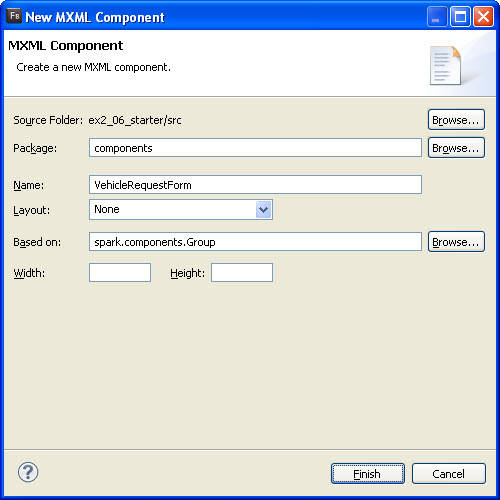 Fb New MXML Component
MXML Component
Create a new MXML component.
Source Folder: ex2_06_starter/src Browse...
Package: components Browse...
Name: VehicleRequestForm
Layout: None
Based on: spark.components.Group Browse...
Width: Height:
? Finish Cancel